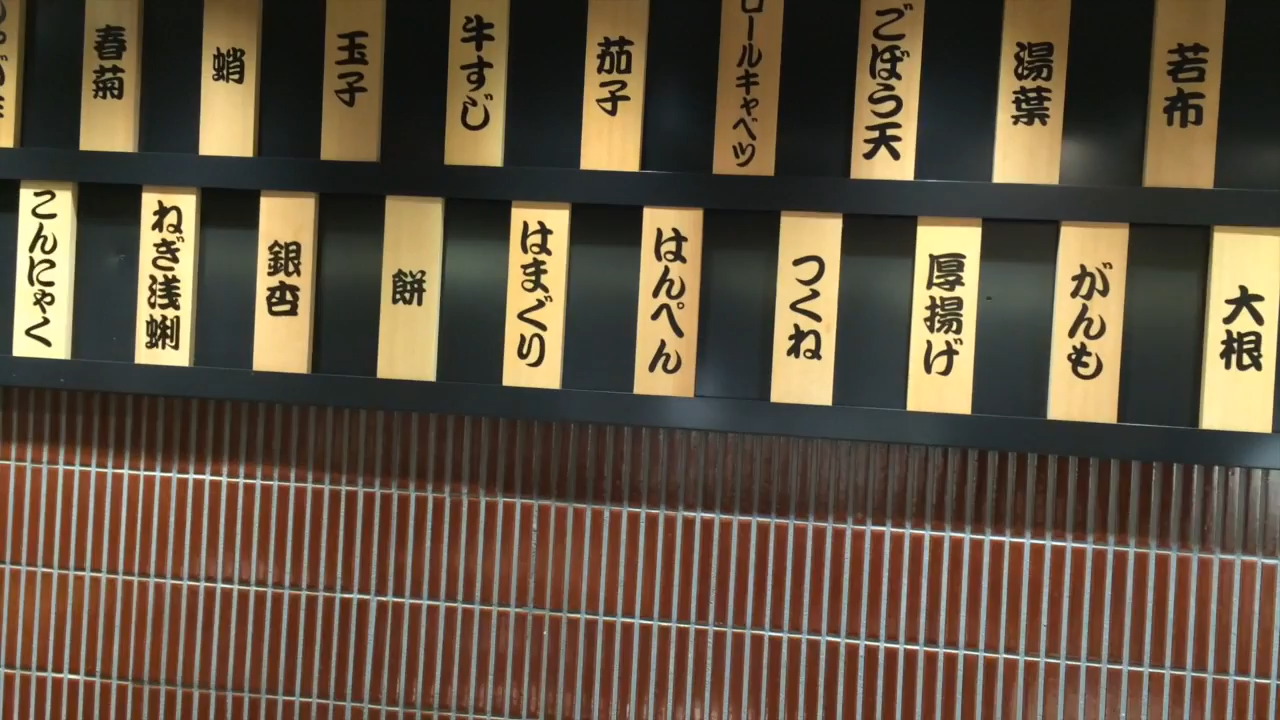 若布
湯葉
ごぼう天
ロールキャベツ
茄子
牛すじ
玉子
蛸
春菊
大根
がんも
厚揚げ
つくね
はんぺん
はまぐり
餅
銀杏
ねぎ浅蜊
こんにゃく